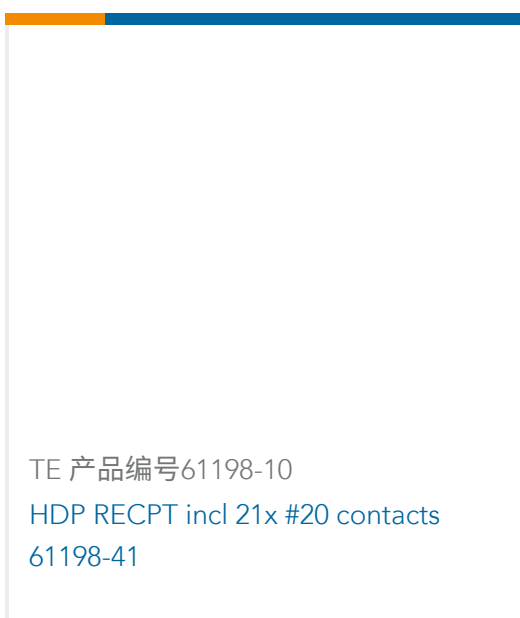 TE 产品编号61198-10
HDP RECPT incl 21x #20 contacts
61198-41